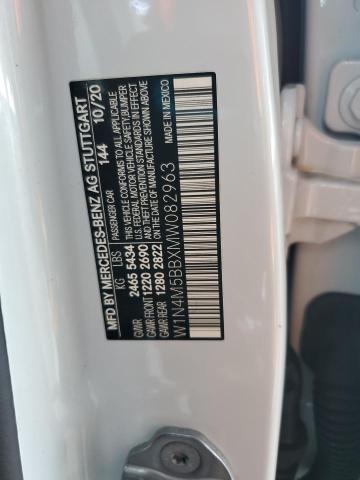 MFD BY MERCEDES-BENZ AG STUTTGART
144 10/20
PASSENGER CAR
THIS VEHICLE CONFORMS TO ALL APPLICABLE
U.S. FEDERAL MOTOR VEHICLE SAFETY/BUMPER
AND THEFT PREVENTION STANDARDS IN EFFECT
ON THE DATE OF MANUFACTURE SHOWN ABOVE
KG LBS
GVWR 2465 5434
GAWR FRONT 1220 2690
GAWR REAR 1280 2822
MADE IN MEXICO
W1N4M5BBXMW082963